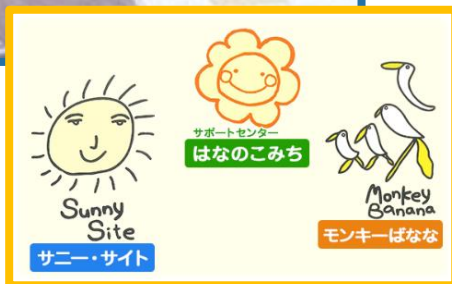 Sunny
Site
サニー・サイト
サポートセンター
はなのこみち
Monkey
Banana
モンキーばなな